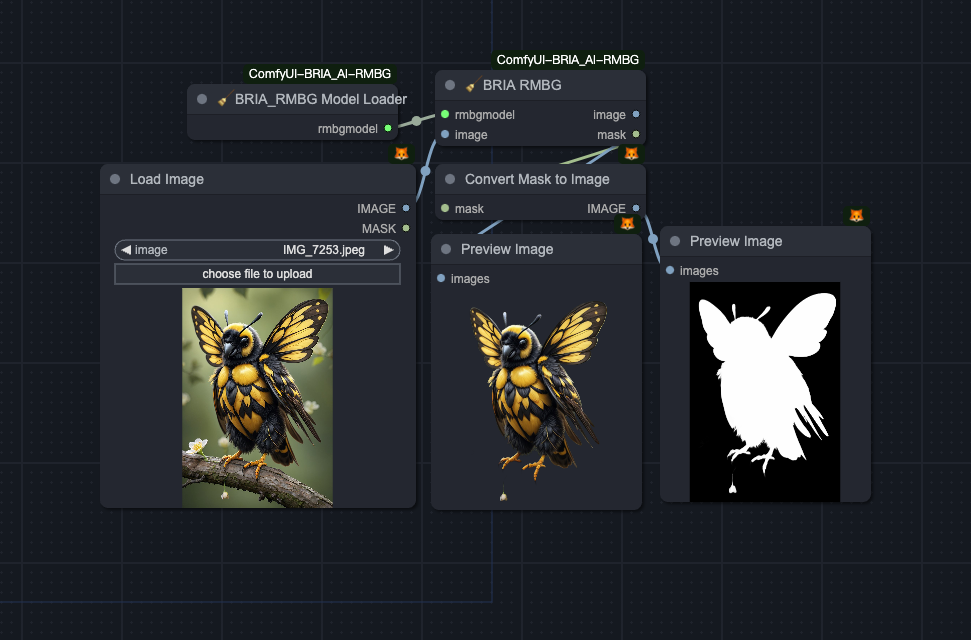 ComfyUI-BRIA_AI-RMBG
BRIA_RMBG Model Loader
rmbgmodel
ComfyUI-BRIA_AI-RMBG
BRIA RMBG
rmbgmodel image
image mask
Load Image
IMAGE
MASK
image IMG_7253.jpeg
choose file to upload
Convert Mask to Image
mask IMAGE
Preview Image
images
Preview Image
images